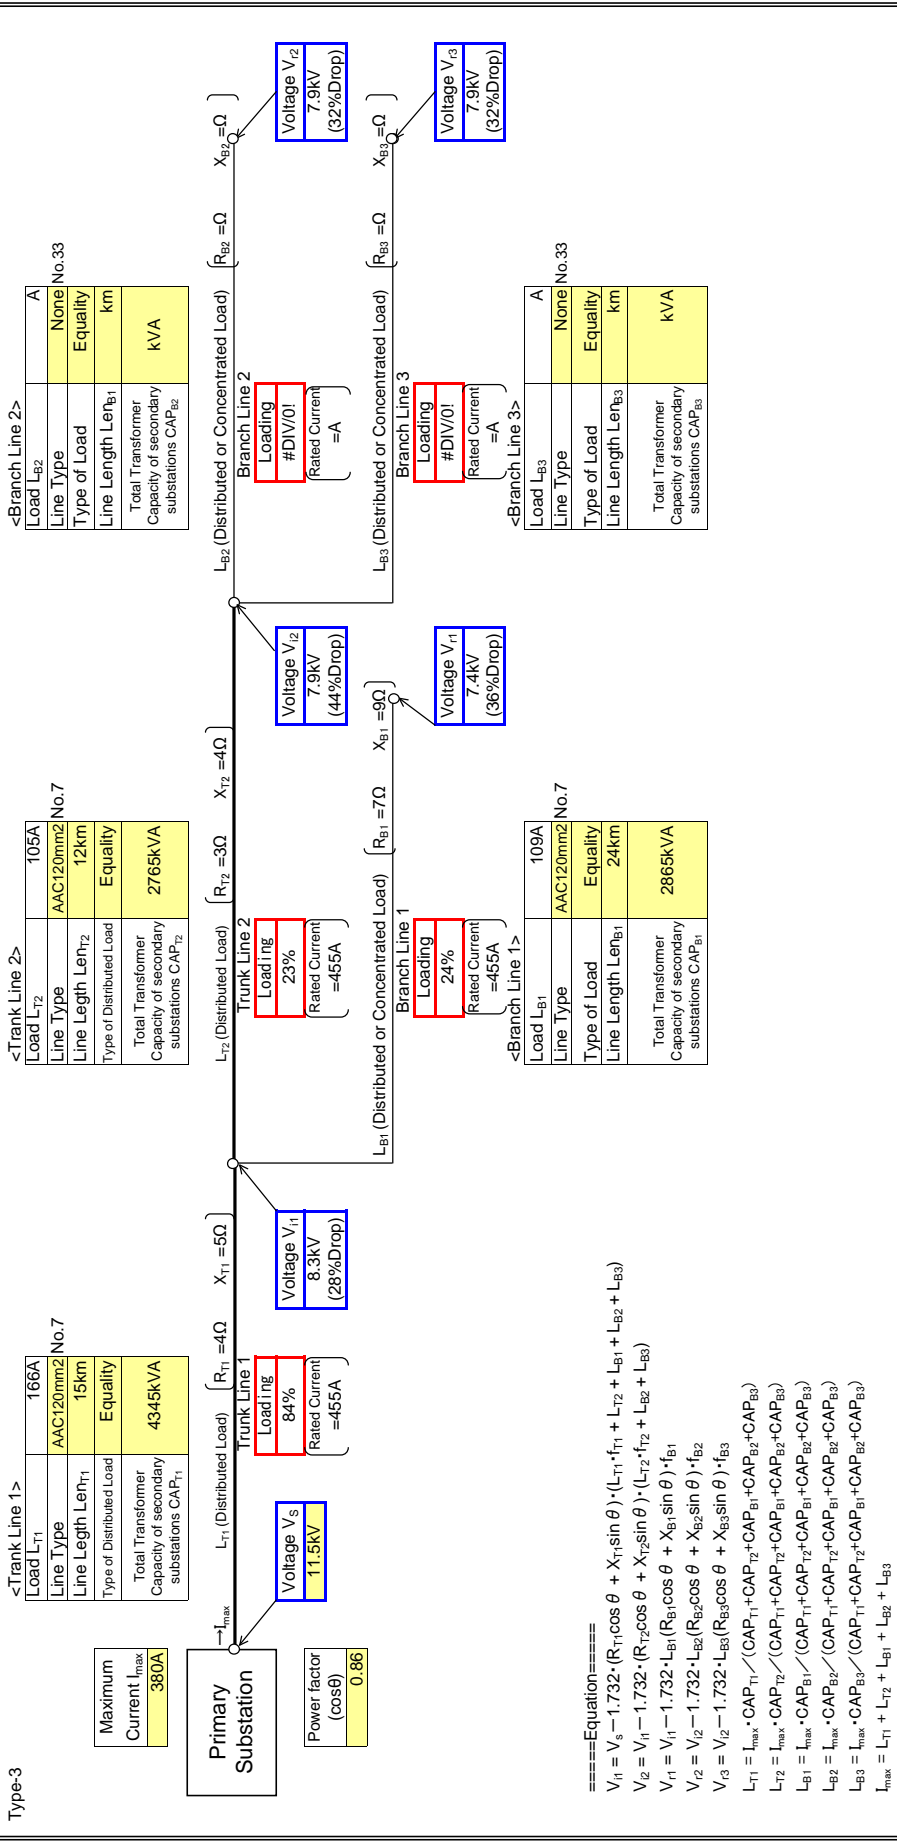 Type-3
Maximum
Current Imax
380A
Primary
Substation
Power factor
(cosθ)
0.86
→Imax
Voltage VS
11.5kV
<Trank Line 1>
Load LT1 166A
Line Type AAC120mm2 No.7
Line Legth LenT1 15km
Type of Distributed Load Equality
Total Transformer
Capacity of secondary
substations CAPT1
4345kVA
LT1 (Distributed Load) RT1 =4Ω XT1 =5Ω
Trunk Line 1
Loading
84%
Rated Current
=455A
Voltage Vi1
8.3kV
(28%Drop)
<Trank Line 2>
Load LT2 105A
Line Type AAC120mm2 No.7
Line Legth LenT2 12km
Type of Distributed Load Equality
Total Transformer
Capacity of secondary
substations CAPT2
2765kVA
LT2 (Distributed Load) RT2 =3Ω XT2 =4Ω
Trunk Line 2
Loading
23%
Rated Current
=455A
Voltage Vi2
7.9kV
(44%Drop)
LB1 (Distributed or Concentrated Load) RB1 =7Ω XB1 =9Ω
Branch Line 1
Loading
24%
Rated Current
=455A
Voltage Vr1
7.4kV
(36%Drop)
<Branch Line 1>
Load LB1 109A
Line Type AAC120mm2 No.7
Type of Load Equality
Line Length LenB1 24km
Total Transformer
Capacity of secondary
substations CAPB1
2865kVA
<Branch Line 2>
Load LB2 A
Line Type None No.33
Type of Load Equality
Line Length LenB1 km
Total Transformer
Capacity of secondary
substations CAPB2
kVA
LB2 (Distributed or Concentrated Load) RB2 =Ω XB2 =Ω
Branch Line 2
Loading
#DIV/0!
Rated Current
=A
Voltage Vr2
7.9kV
(32%Drop)
LB3 (Distributed or Concentrated Load) RB3 =Ω XB3 =Ω
Branch Line 3
Loading
#DIV/0!
Rated Current
=A
Voltage Vr3
7.9kV
(32%Drop)
<Branch Line 3>
Load LB3 A
Line Type None No.33
Type of Load Equality
Line Length LenB3 km
Total Transformer
Capacity of secondary
substations CAPB3
kVA
=====Equation=====
Vi1 = Vs－1.732･(RT1cos θ + XT1sin θ)･(LT1･fT1 + LT2 + LB1 + LB2 + LB3)
Vi2 = Vi1－1.732･(RT2cos θ + XT2sin θ)･(LT2･fT2 + LB2 + LB3)
Vr1 = Vi1－1.732･LB1(RB1cos θ + XB1sin θ)･fB1
Vr2 = Vi2－1.732･LB2(RB2cos θ + XB2sin θ)･fB2
Vr3 = Vi2－1.732･LB3(RB3cos θ + XB3sin θ)･fB3
LT1 = Imax･CAPT1／(CAPT1+CAPT2+CAPB1+CAPB2+CAPB3)
LT2 = Imax･CAPT2／(CAPT1+CAPT2+CAPB1+CAPB2+CAPB3)
LB1 = Imax･CAPB1／(CAPT1+CAPT2+CAPB1+CAPB2+CAPB3)
LB2 = Imax･CAPB2／(CAPT1+CAPT2+CAPB1+CAPB2+CAPB3)
LB3 = Imax･CAPB3／(CAPT1+CAPT2+CAPB1+CAPB2+CAPB3)
Imax = LT1 + LT2 + LB1 + LB2 + LB3